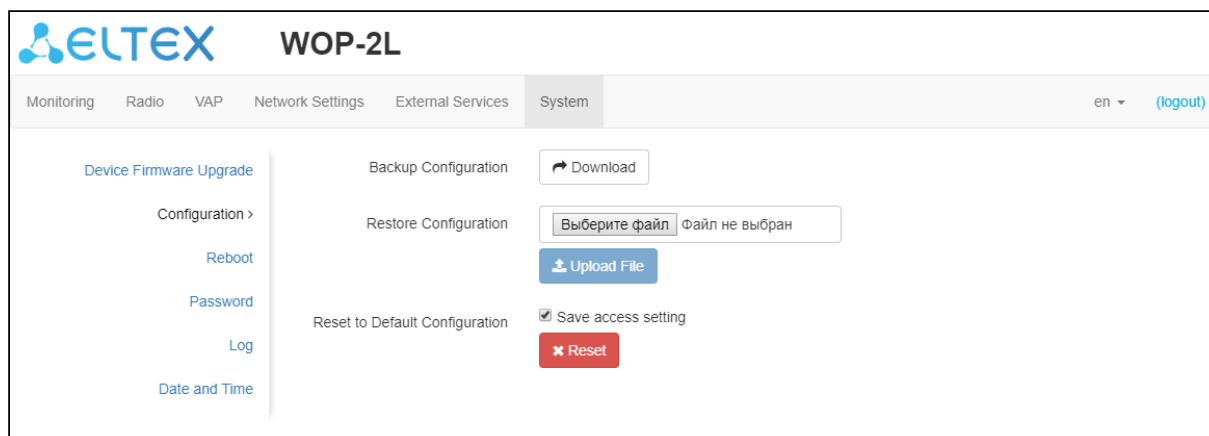 ELTEX WOP-2L
Monitoring Radio VAP Network Settings External Services System en (logout)
Device Firmware Upgrade
Configuration >
Reboot
Password
Log
Date and Time
Backup Configuration Download
Restore Configuration Выберите файл Файл не выбран
Upload File
Reset to Default Configuration Save access setting
Reset